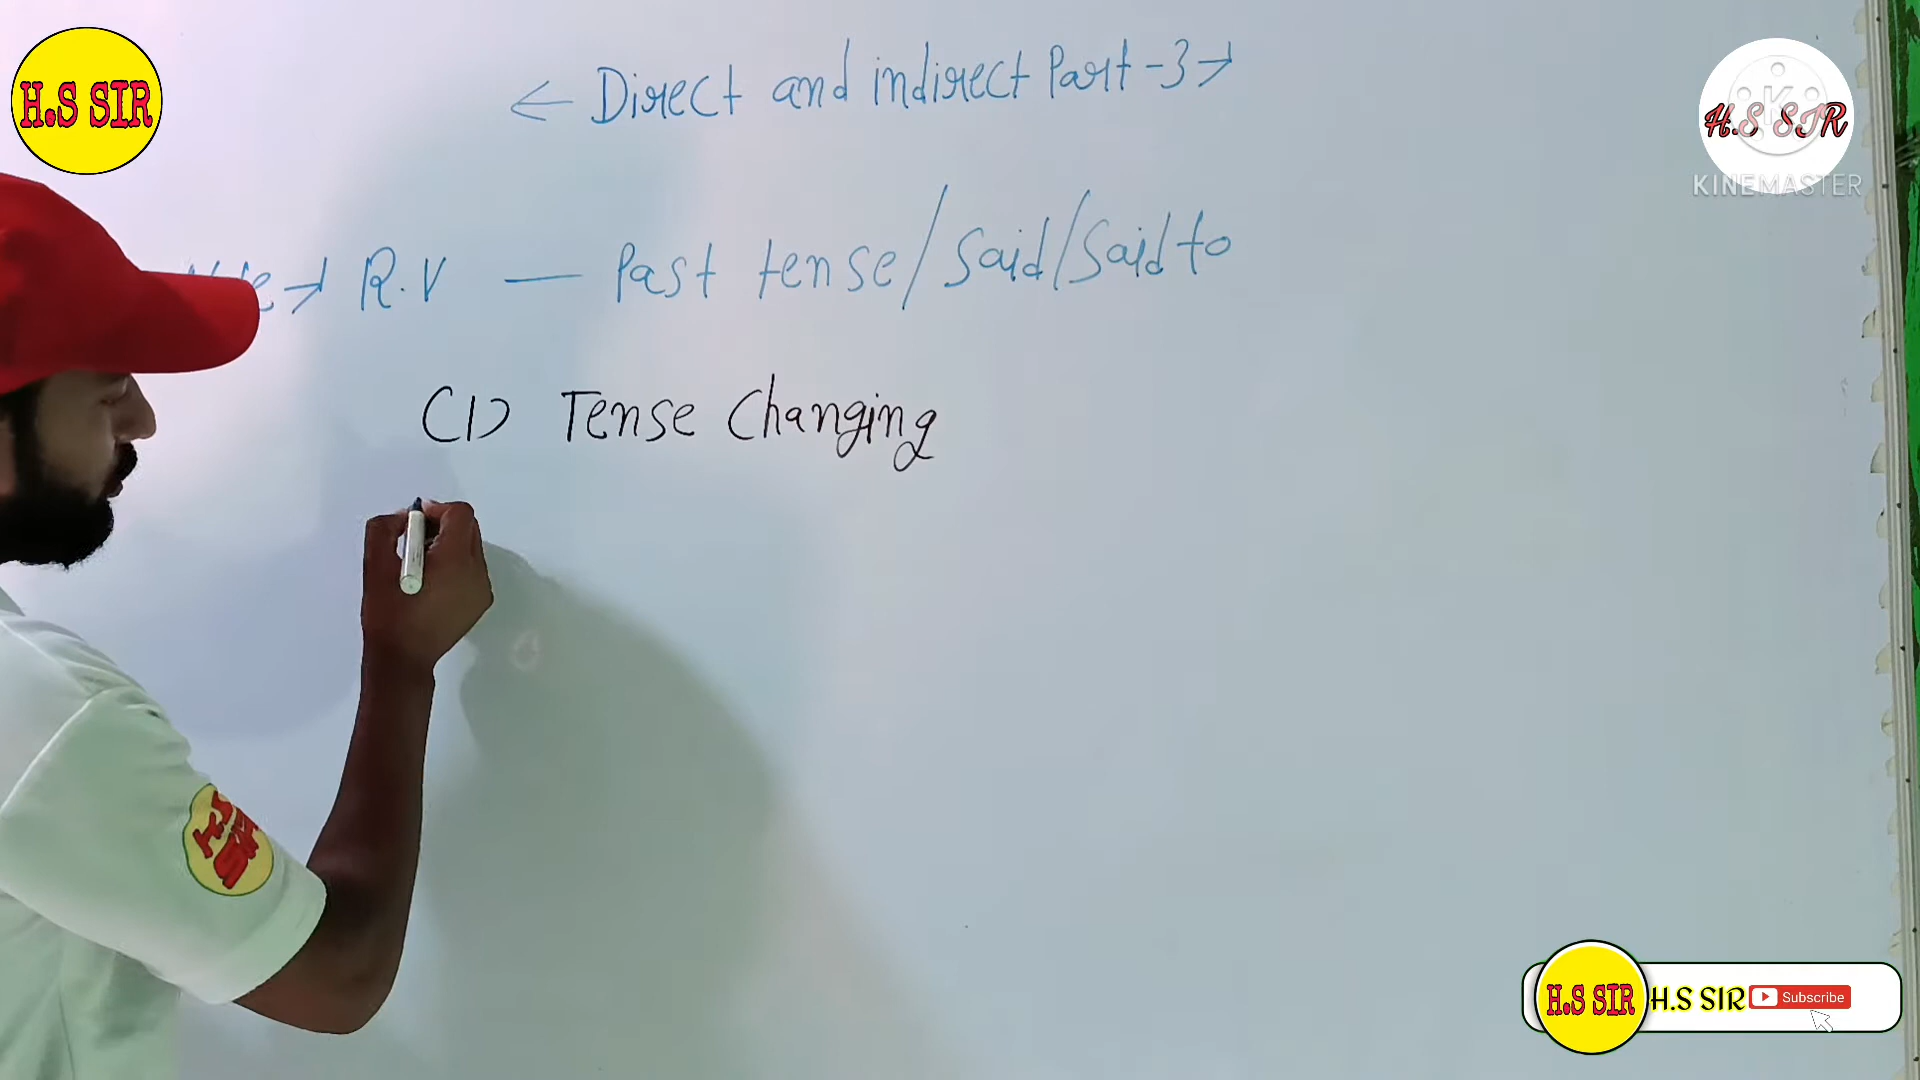 H.S SIR
← Direct and indirect Part-3 →
H.S SIR
KINEMASTER
→ R.V — Past tense/Said/Said to
(1) Tense Changing
H.S SIR
H.S SIR H.S SIR Subscribe